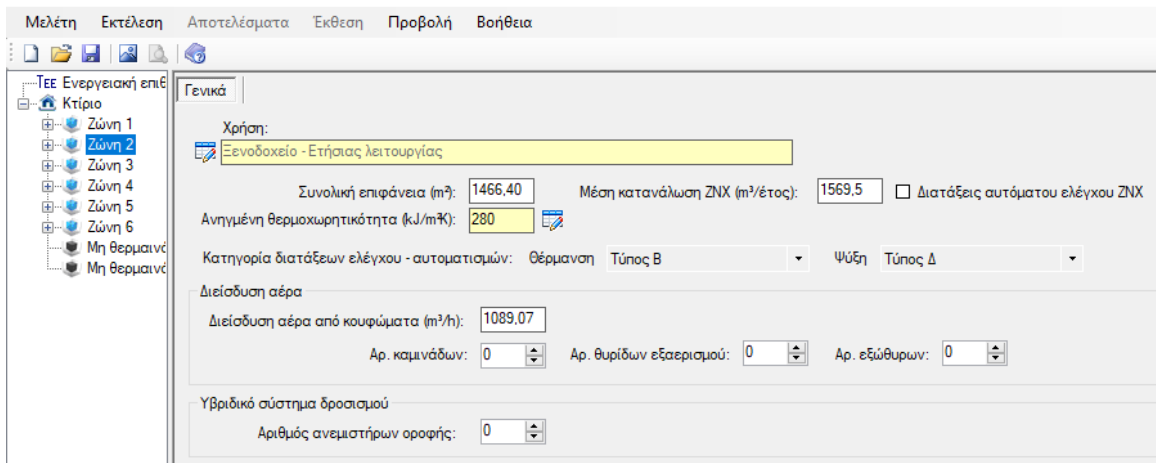 Μελέτη Εκτέλεση Αποτελέσματα Έκθεση Προβολή Βοήθεια
ΤΕΕ Ενεργειακή επιθ
Κτίριο
Ζώνη 1
Ζώνη 2
Ζώνη 3
Ζώνη 4
Ζώνη 5
Ζώνη 6
Μη θερμαινό
Μη θερμαινό
Γενικά
Χρήση:
Ξενοδοχείο - Ετήσιας λειτουργίας
Συνολική επιφάνεια (m²): 1466,40 Μέση κατανάλωση ΖΝΧ (m³/έτος): 1569,5 Διατάξεις αυτόματου ελέγχου ΖΝΧ
Ανηγμένη θερμοχωρητικότητα (kJ/m²K): 280
Κατηγορία διατάξεων ελέγχου - αυτοματισμών: Θέρμανση Τύπος Β Ψύξη Τύπος Δ
Διείσδυση αέρα
Διείσδυση αέρα από κουφώματα (m³/h): 1089,07
Αρ. καμινάδων: 0 Αρ. θυρίδων εξαερισμού: 0 Αρ. εξώθυρων: 0
Υβριδικό σύστημα δροσισμού
Αριθμός ανεμιστήρων οροφής: 0